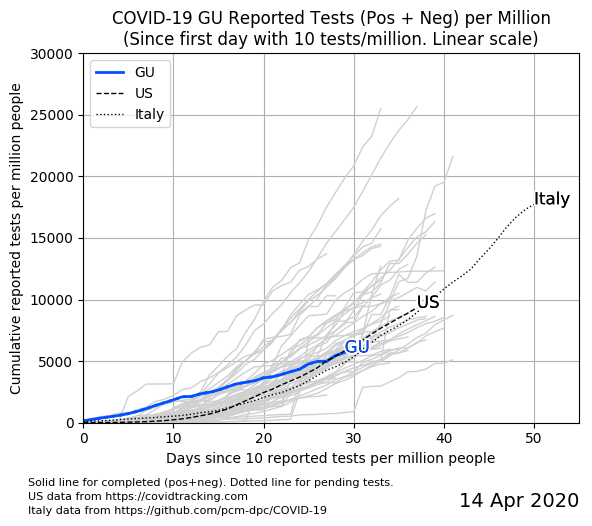 COVID-19 GU Reported Tests (Pos + Neg) per Million
(Since first day with 10 tests/million. Linear scale)
Cumulative reported tests per million people
30000
25000
20000
15000
10000
5000
0
GU
US
Italy
Italy
US
GU
0 10 20 30 40 50
Days since 10 reported tests per million people
Solid line for completed (pos+neg). Dotted line for pending tests.
US data from https://covidtracking.com
Italy data from https://github.com/pcm-dpc/COVID-19
14 Apr 2020